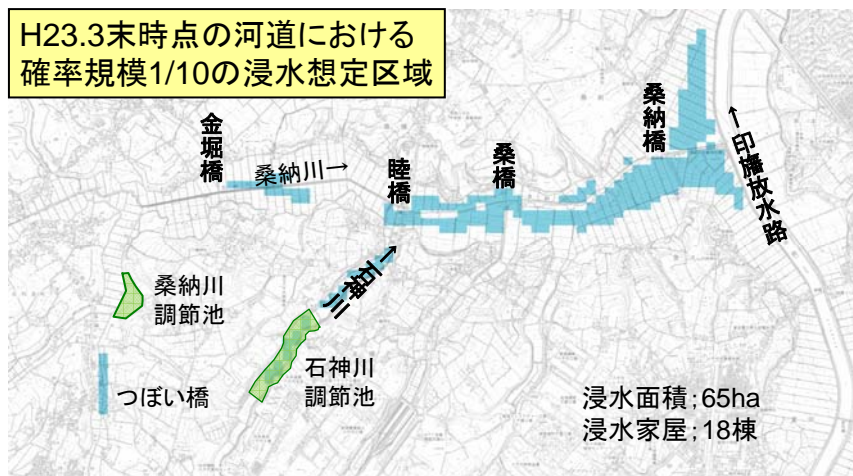 H23.3末時点の河道における
確率規模1/10の浸水想定区域
金堀橋
桑納川→
睦橋
桑橋
桑納橋
←印旛放水路
←石神川
桑納川
調節池
石神川
調節池
つぼい橋
浸水面積;65ha
浸水家屋;18棟